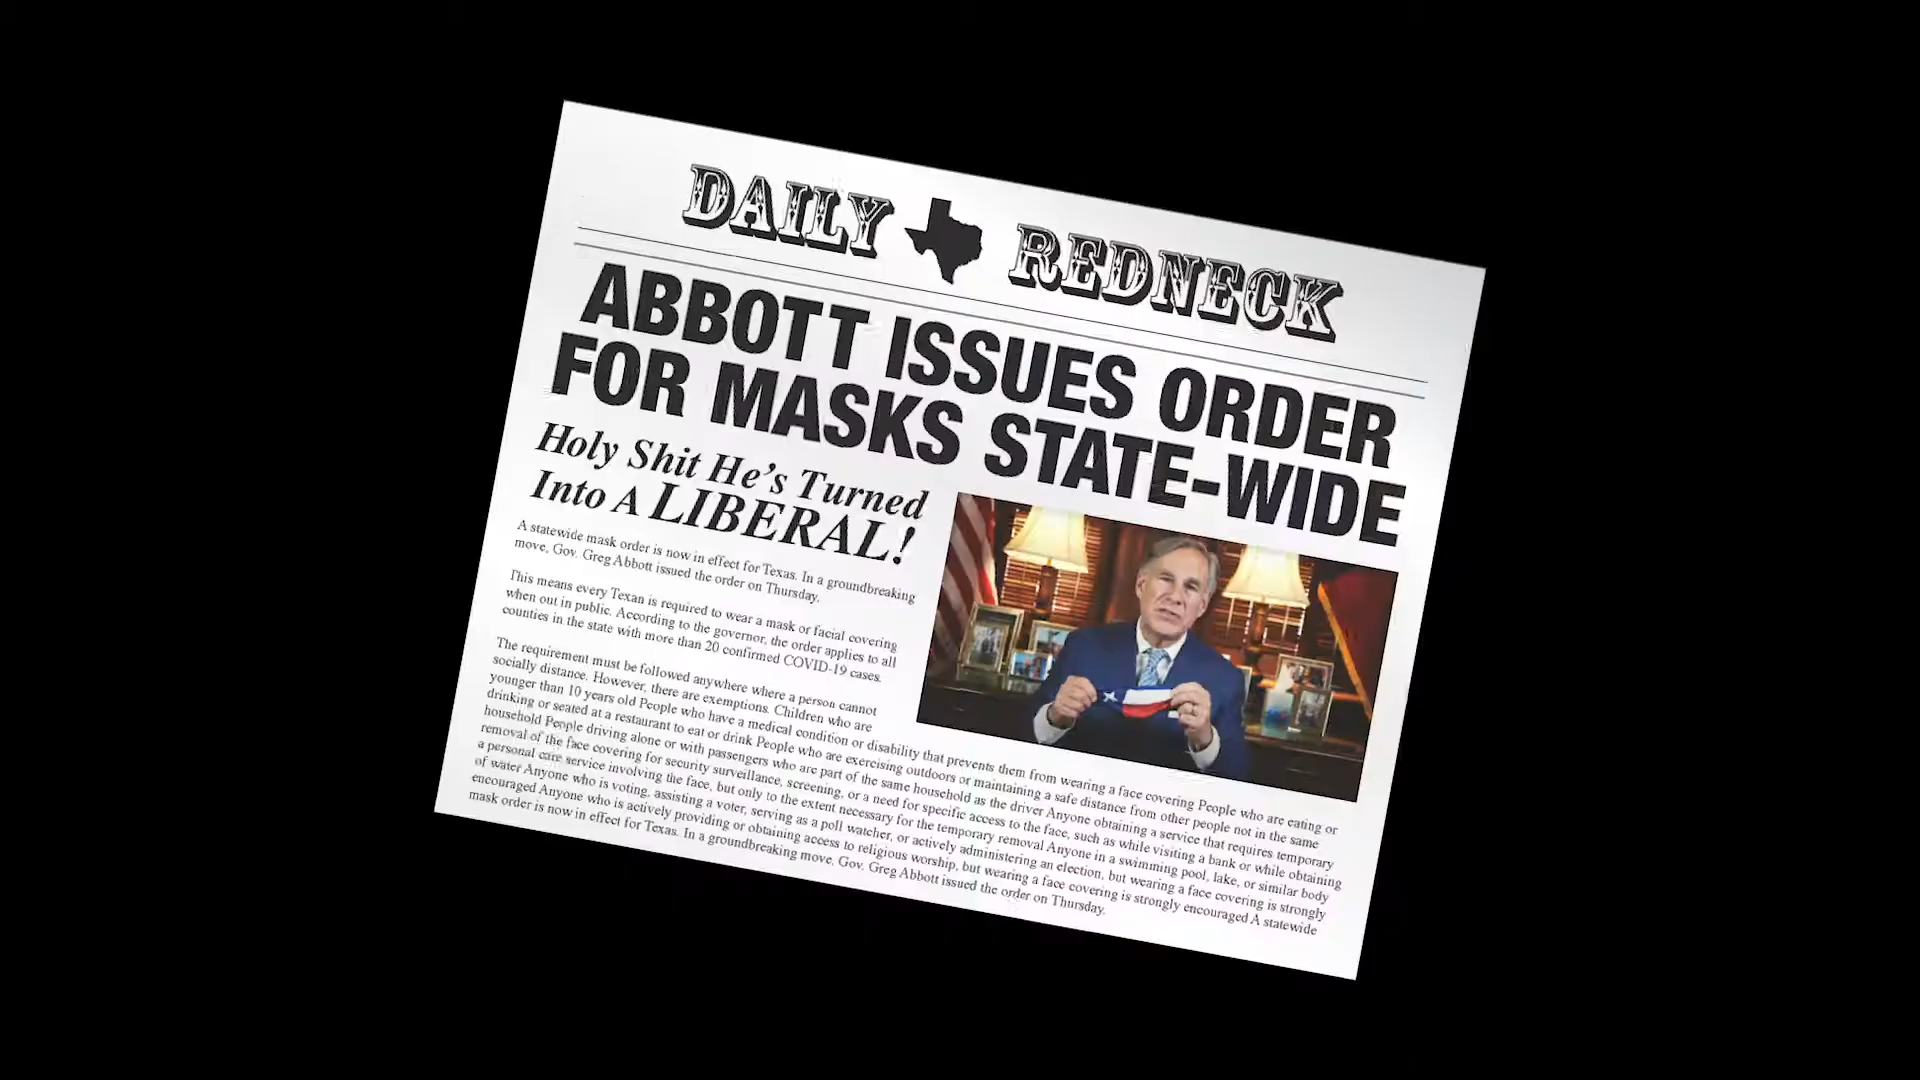 DAILY REDNECK
ABBOTT ISSUES ORDER
FOR MASKS STATE-WIDE
Holy Shit He's Turned
Into A LIBERAL!
A statewide mask order is now in effect for Texas. In a groundbreaking
move, Gov. Greg Abbott issued the order on Thursday.
This means every Texan is required to wear a mask or facial covering
when out in public. According to the governor, the order applies to all
counties in the state with more than 20 confirmed COVID-19 cases.
The requirement must be followed anywhere where a person cannot
socially distance. However, there are exemptions. Children who are
younger than 10 years old People who have a medical condition or disability that prevents them from wearing a face covering People who are eating or
drinking or seated at a restaurant to eat or drink People who are exercising outdoors or maintaining a safe distance from other people not in the same
household People driving alone or with passengers who are part of the same household as the driver Anyone obtaining a service that requires temporary
removal of the face covering for security surveillance, screening, or a need for specific access to the face, such as while visiting a bank or while obtaining
a personal care service involving the face, but only to the extent necessary for the temporary removal Anyone in a swimming pool, lake, or similar body
of water Anyone who is voting, assisting a voter, serving as a poll watcher, or actively administering an election, but wearing a face covering is strongly
encouraged Anyone who is actively providing or obtaining access to religious worship, but wearing a face covering is strongly encouraged A statewide
mask order is now in effect for Texas. In a groundbreaking move, Gov. Greg Abbott issued the order on Thursday.